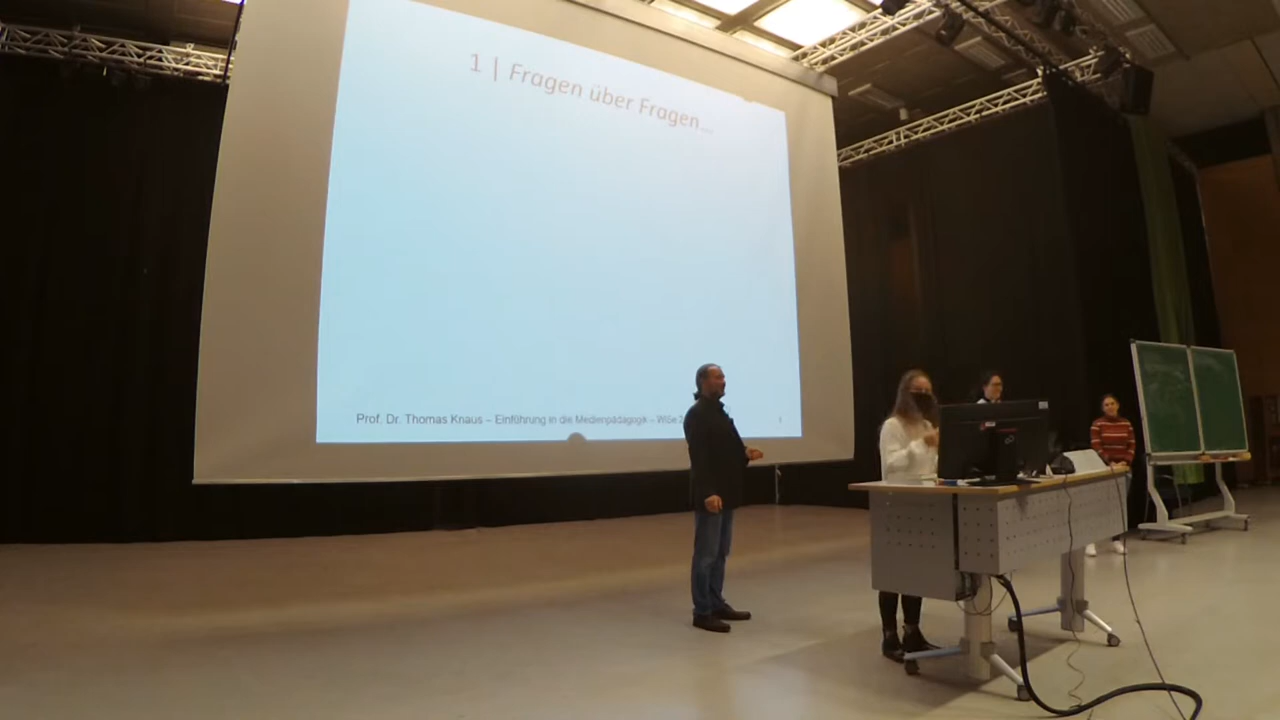 1 | Fragen über Fragen...
Prof. Dr. Thomas Knaus – Einführung in die Medienpädagogik – WiSe